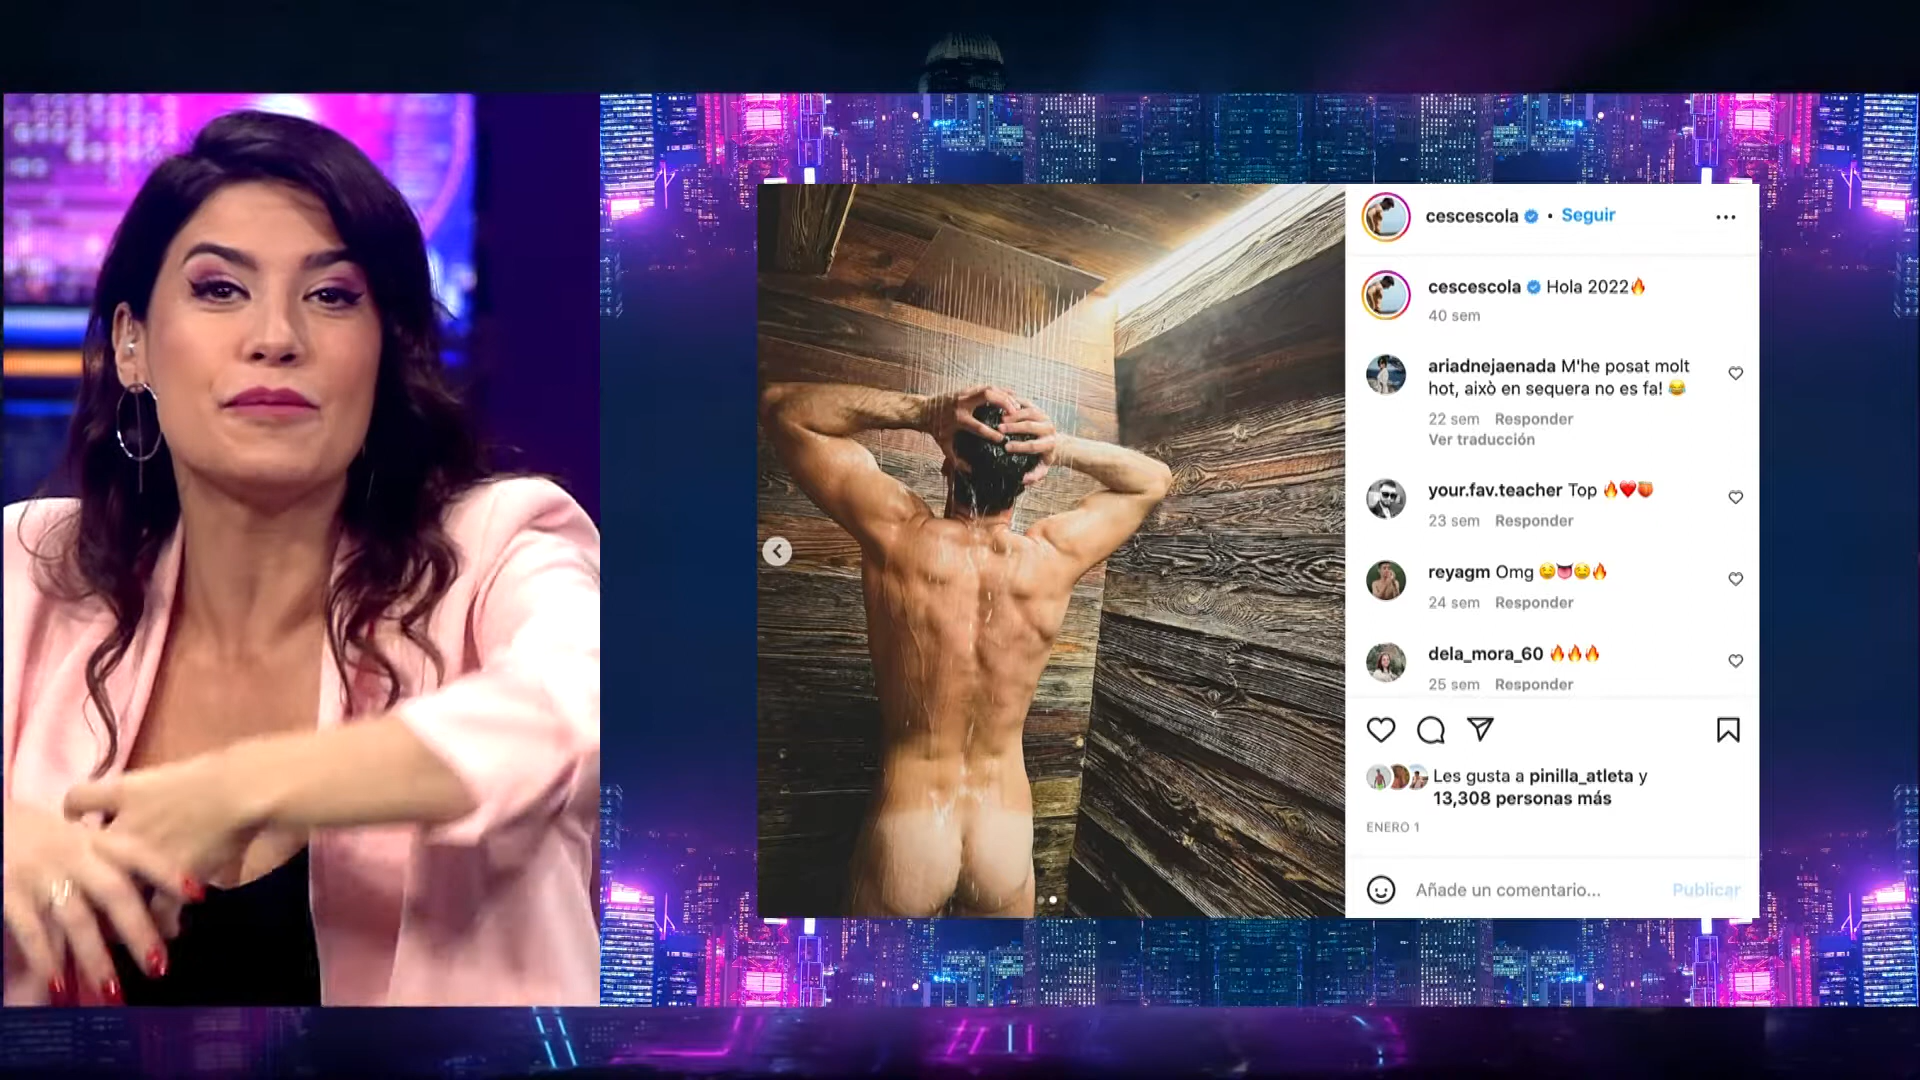 cescescola • Seguir
cescescola Hola 2022🔥
40 sem
ariadnejaenada M'he posat molt
hot, això en sequera no es fa! 😂
22 sem Responder
Ver traducción
your.fav.teacher Top 🔥❤️🍑
23 sem Responder
reyagm Omg 😏👅😏🔥
24 sem Responder
dela_mora_60 🔥🔥🔥
25 sem Responder
Les gusta a pinilla_atleta y
13,308 personas más
ENERO 1
Añade un comentario... Publicar